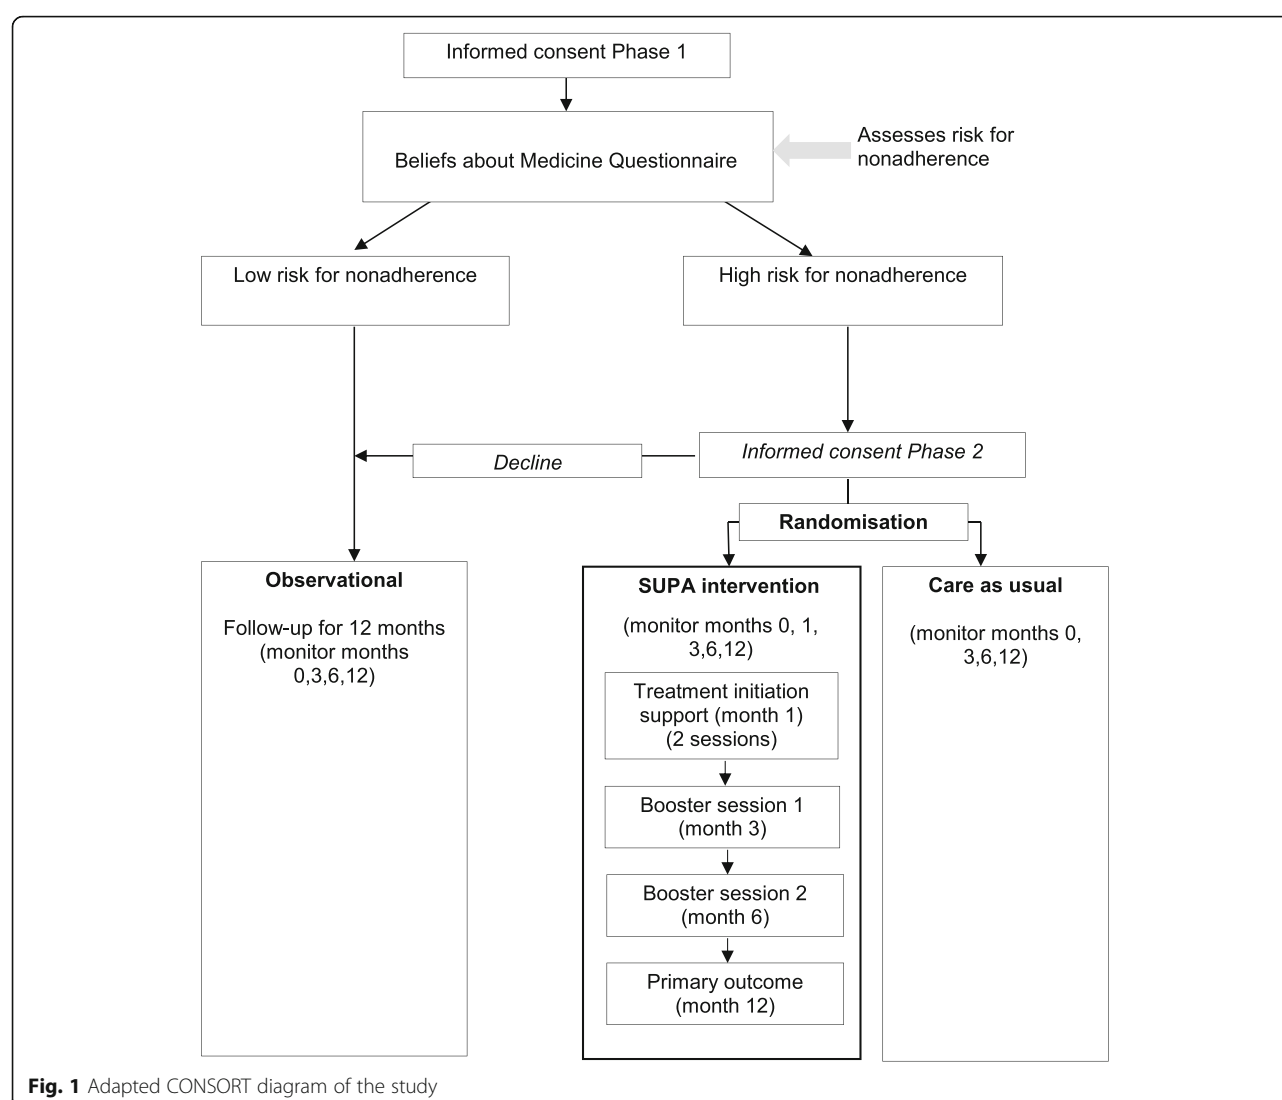 Informed consent Phase 1
Beliefs about Medicine Questionnaire
Assesses risk for
nonadherence
Low risk for nonadherence
High risk for nonadherence
Informed consent Phase 2
Decline
Randomisation
Observational
Follow-up for 12 months
(monitor months
0,3,6,12)
SUPA intervention
(monitor months 0, 1,
3,6,12)
Treatment initiation
support (month 1)
(2 sessions)
Booster session 1
(month 3)
Booster session 2
(month 6)
Primary outcome
(month 12)
Care as usual
(monitor months 0,
3,6,12)
Fig. 1 Adapted CONSORT diagram of the study